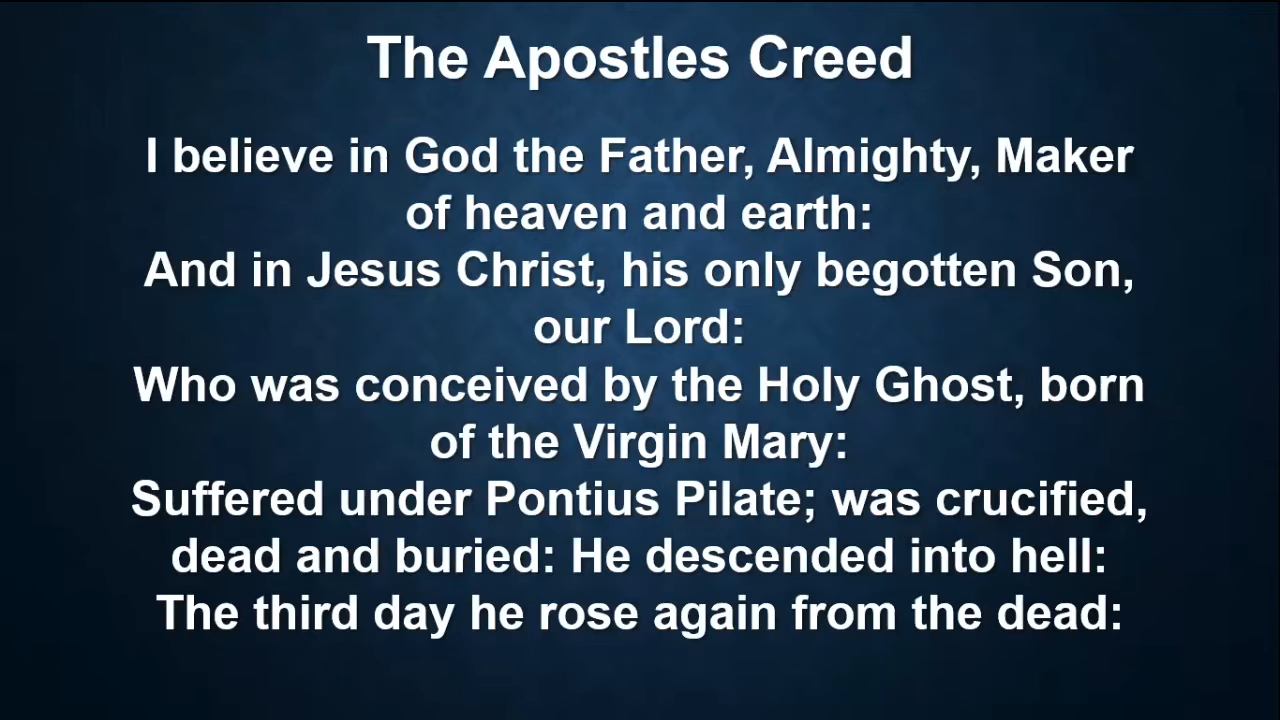 The Apostles Creed
I believe in God the Father, Almighty, Maker
of heaven and earth:
And in Jesus Christ, his only begotten Son,
our Lord:
Who was conceived by the Holy Ghost, born
of the Virgin Mary:
Suffered under Pontius Pilate; was crucified,
dead and buried: He descended into hell:
The third day he rose again from the dead: